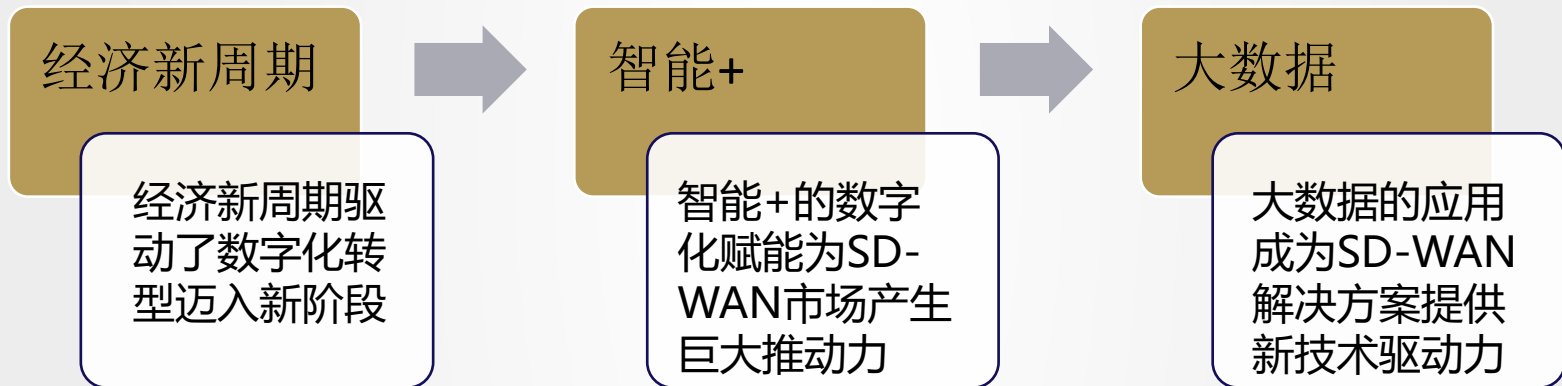 经济新周期
经济新周期驱
动了数字化转
型迈入新阶段
智能+
智能+的数字
化赋能为SD-
WAN市场产生
巨大推动力
大数据
大数据的应用
成为SD-WAN
解决方案提供
新技术驱动力